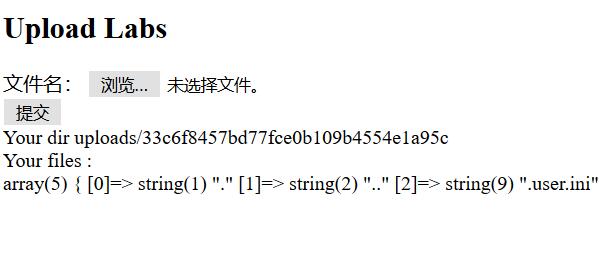 Upload Labs
文件名： 浏览... 未选择文件。
提交
Your dir uploads/33c6f8457bd77fce0b109b4554e1a95c
Your files :
array(5) { [0]=> string(1) "." [1]=> string(2) ".." [2]=> string(9) ".user.ini"